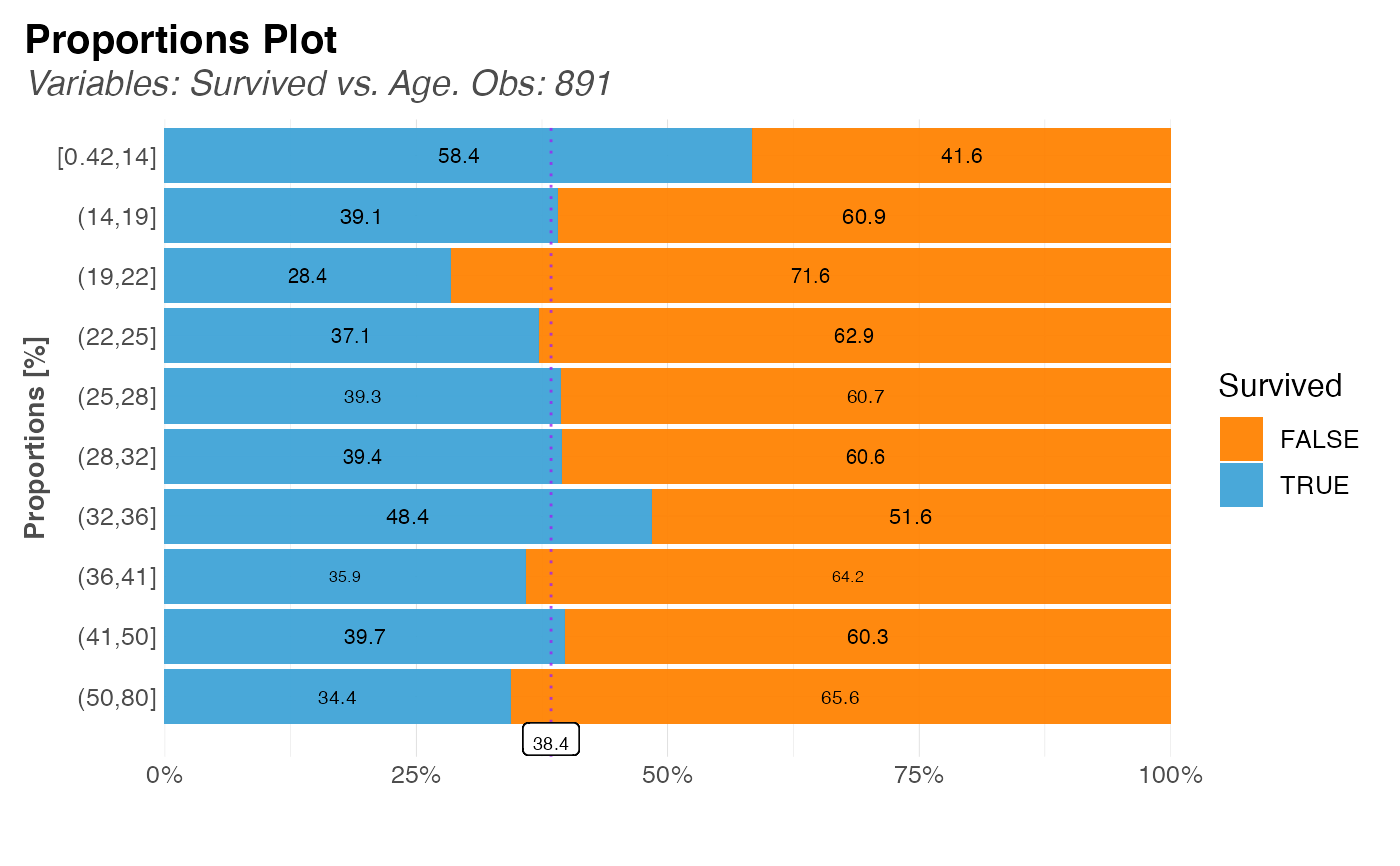 Proportions Plot
Variables: Survived vs. Age. Obs: 891
[0.42,14] 58.4 41.6
(14,19] 39.1 60.9
(19,22] 28.4 71.6
(22,25] 37.1 62.9
(25,28] 39.3 60.7
(28,32] 39.4 60.6
(32,36] 48.4 51.6
(36,41] 35.9 64.2
(41,50] 39.7 60.3
(50,80] 34.4 65.6
38.4
0% 25% 50% 75% 100%
Proportions [%]
Survived
FALSE
TRUE